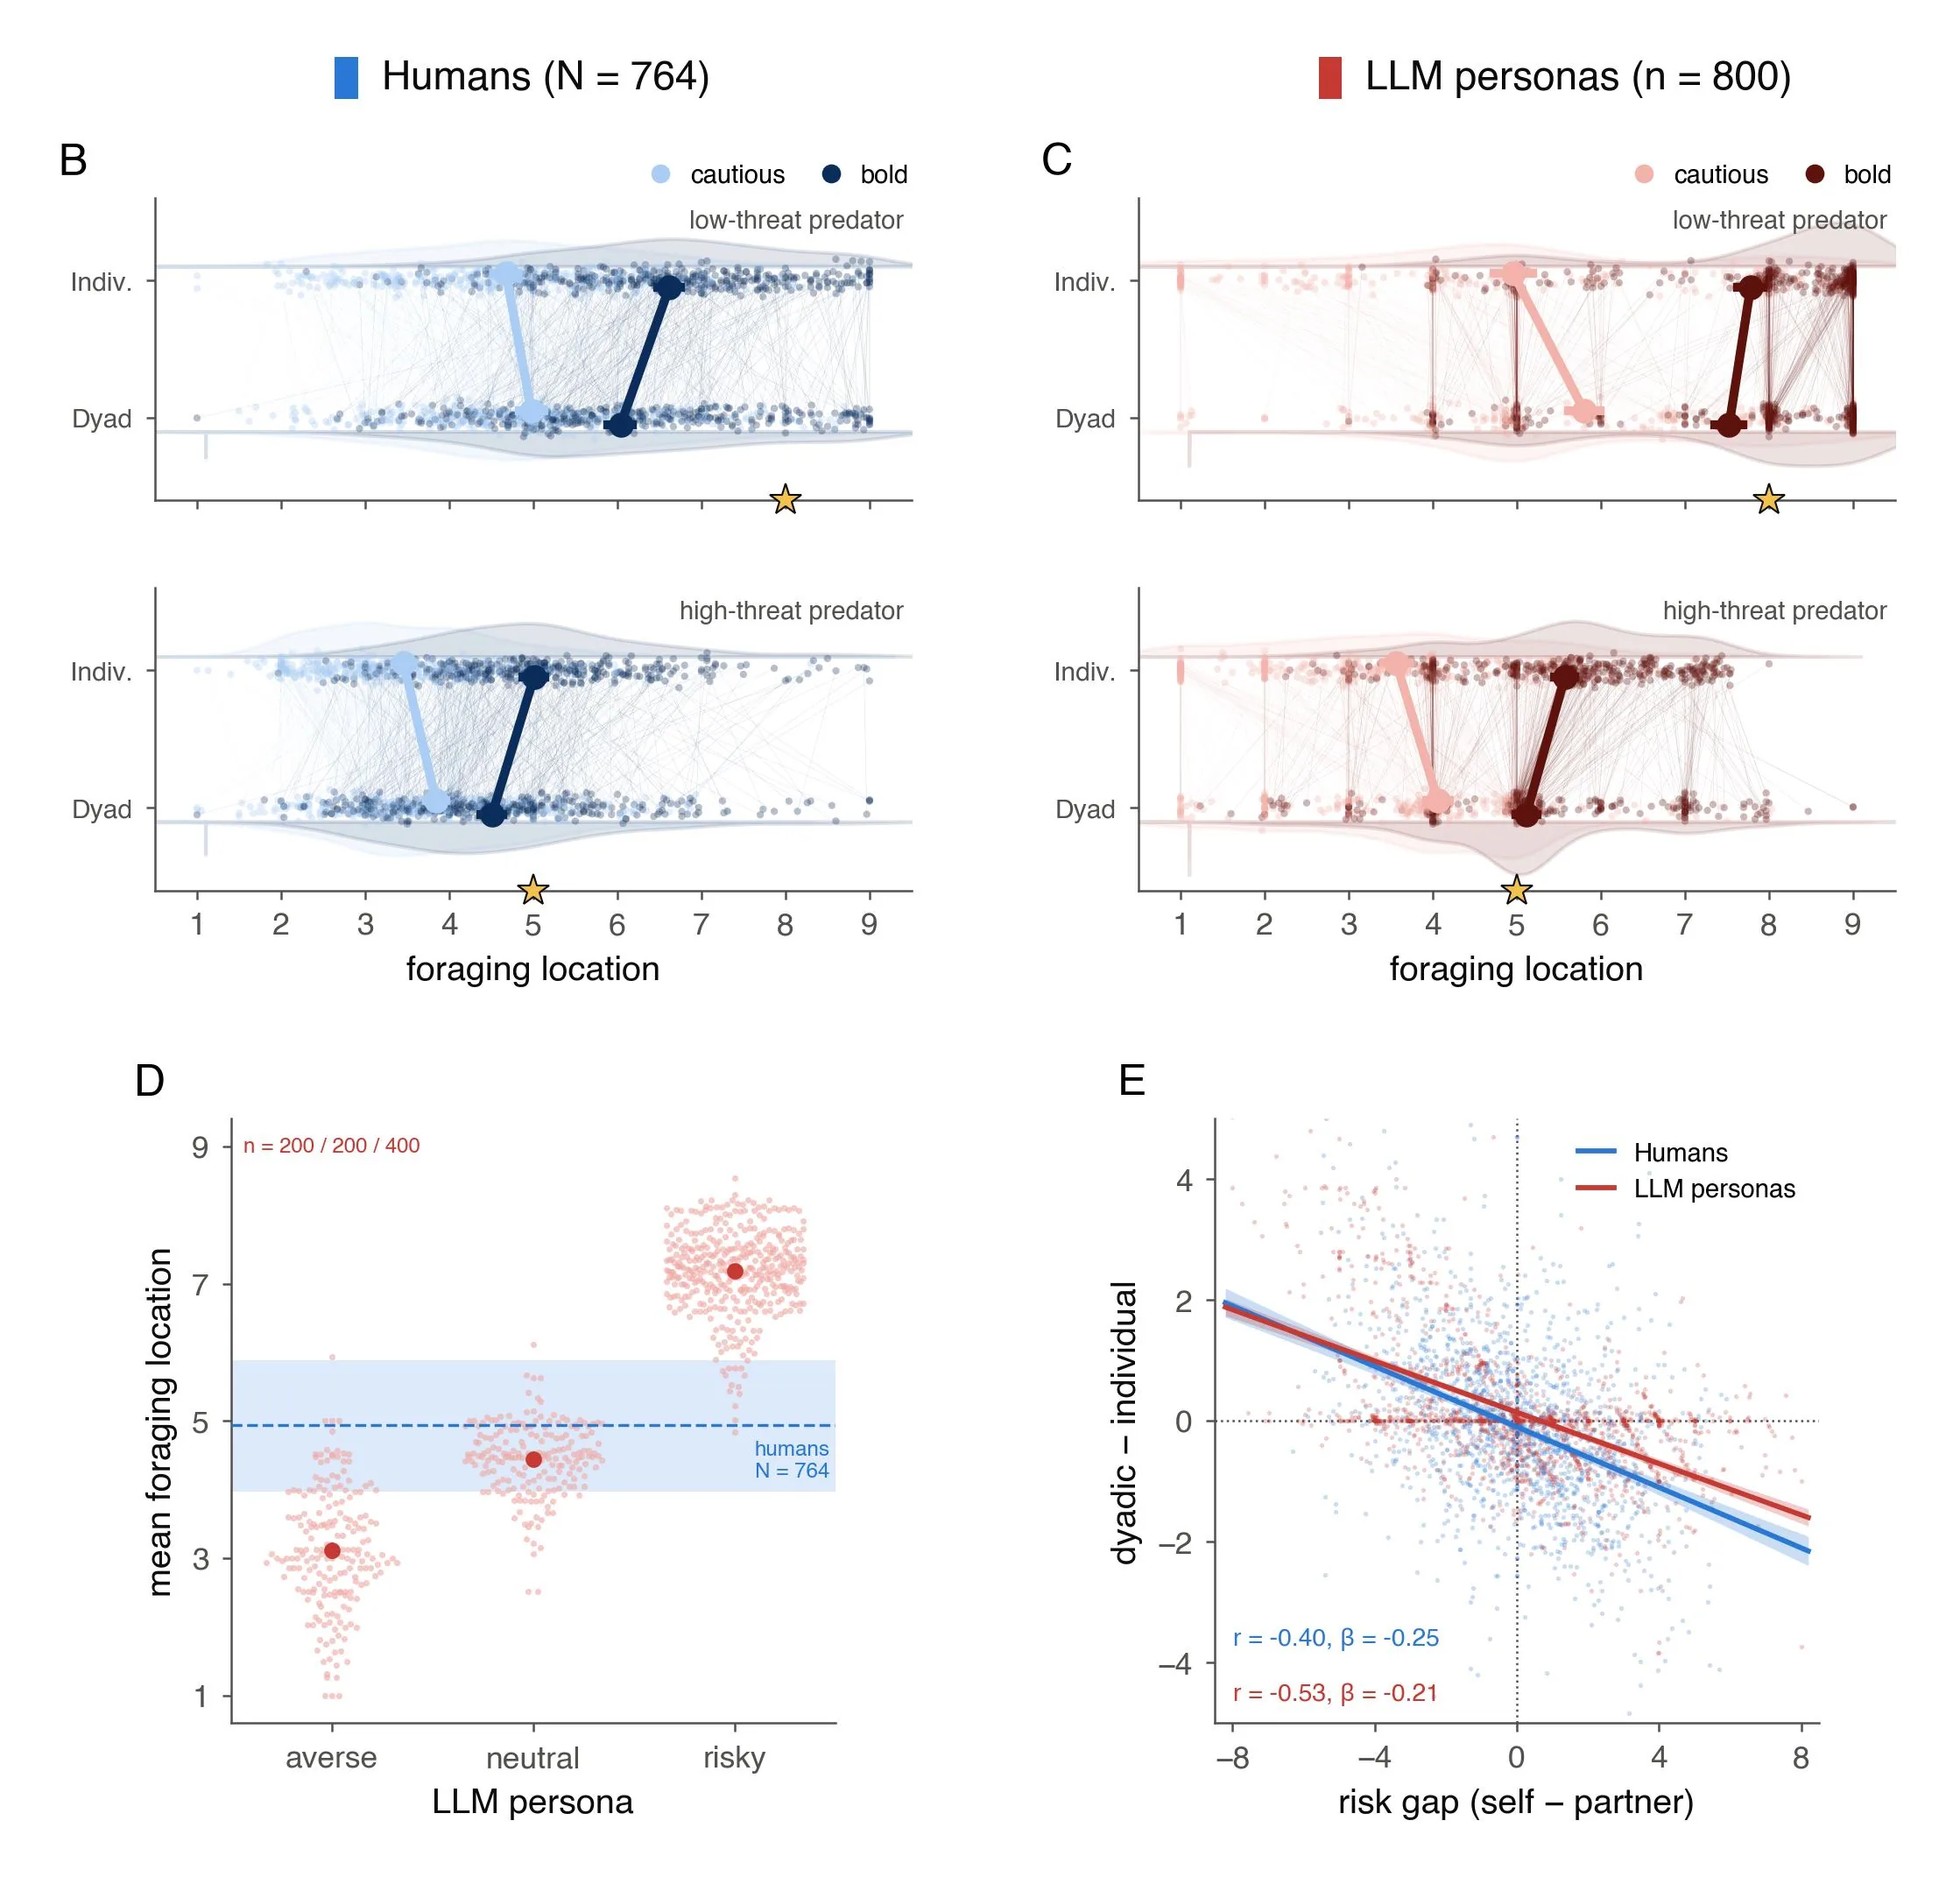 Humans (N = 764)
LLM personas (n = 800)
B
cautious bold
low-threat predator
Indiv.
Dyad
high-threat predator
Indiv.
Dyad
1 2 3 4 5 6 7 8 9
foraging location
C
cautious bold
low-threat predator
Indiv.
Dyad
high-threat predator
Indiv.
Dyad
1 2 3 4 5 6 7 8 9
foraging location
D
mean foraging location
9
7
5
3
1
n = 200 / 200 / 400
humans
N = 764
averse neutral risky
LLM persona
E
dyadic − individual
4
2
0
−2
−4
Humans
LLM personas
r = -0.40, β = -0.25
r = -0.53, β = -0.21
−8 −4 0 4 8
risk gap (self − partner)